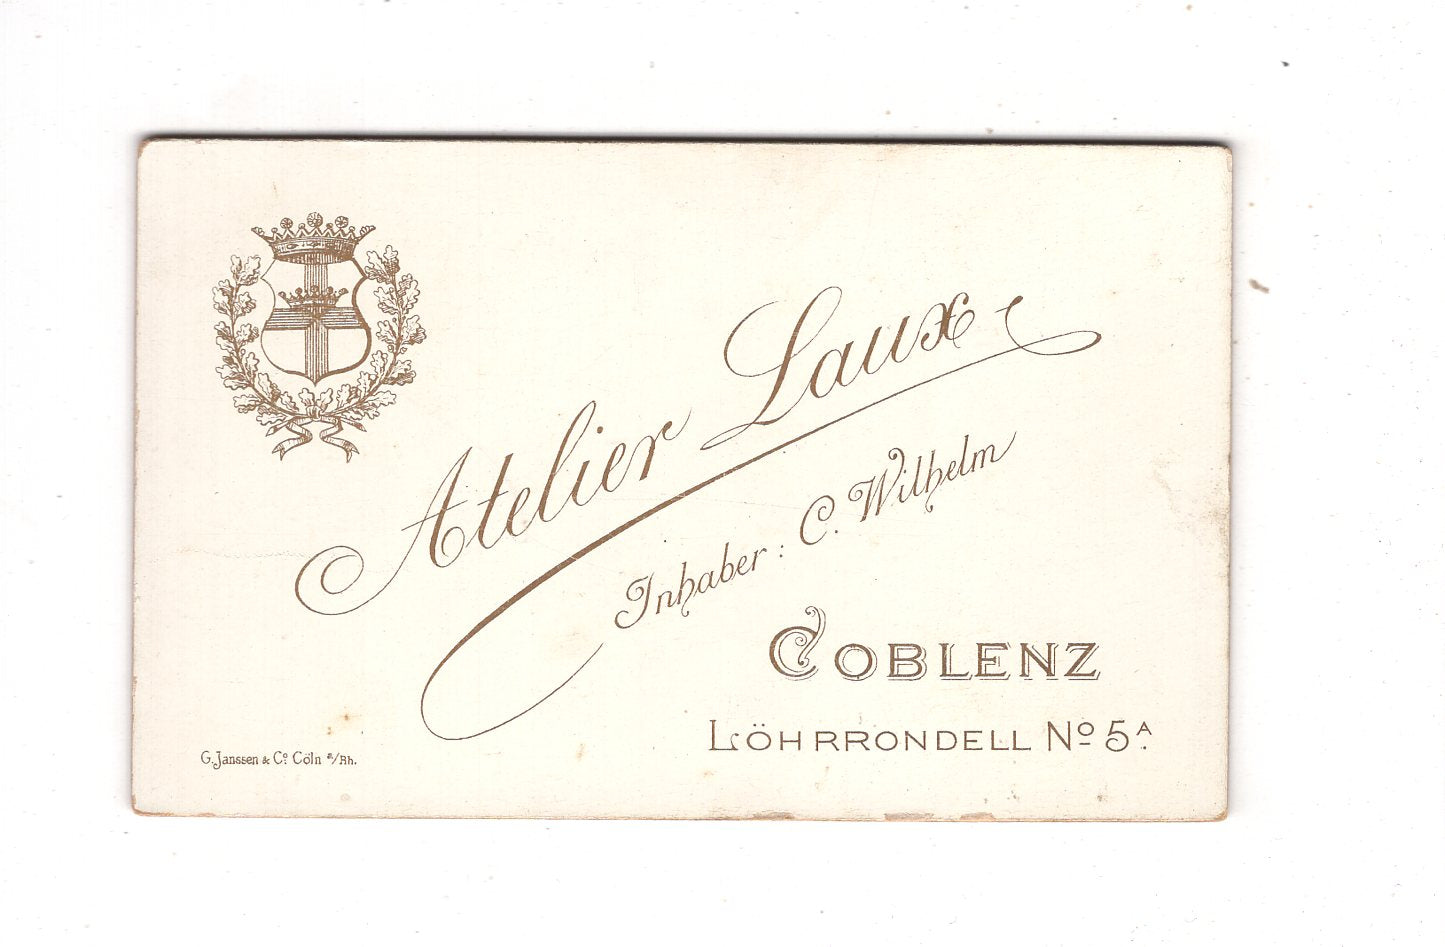 Atelier Laux
Inhaber: C. Wilhelm
COBLENZ
LÖHRRONDELL No 5A.
G. Janssen & Co. Cöln a/Rh.